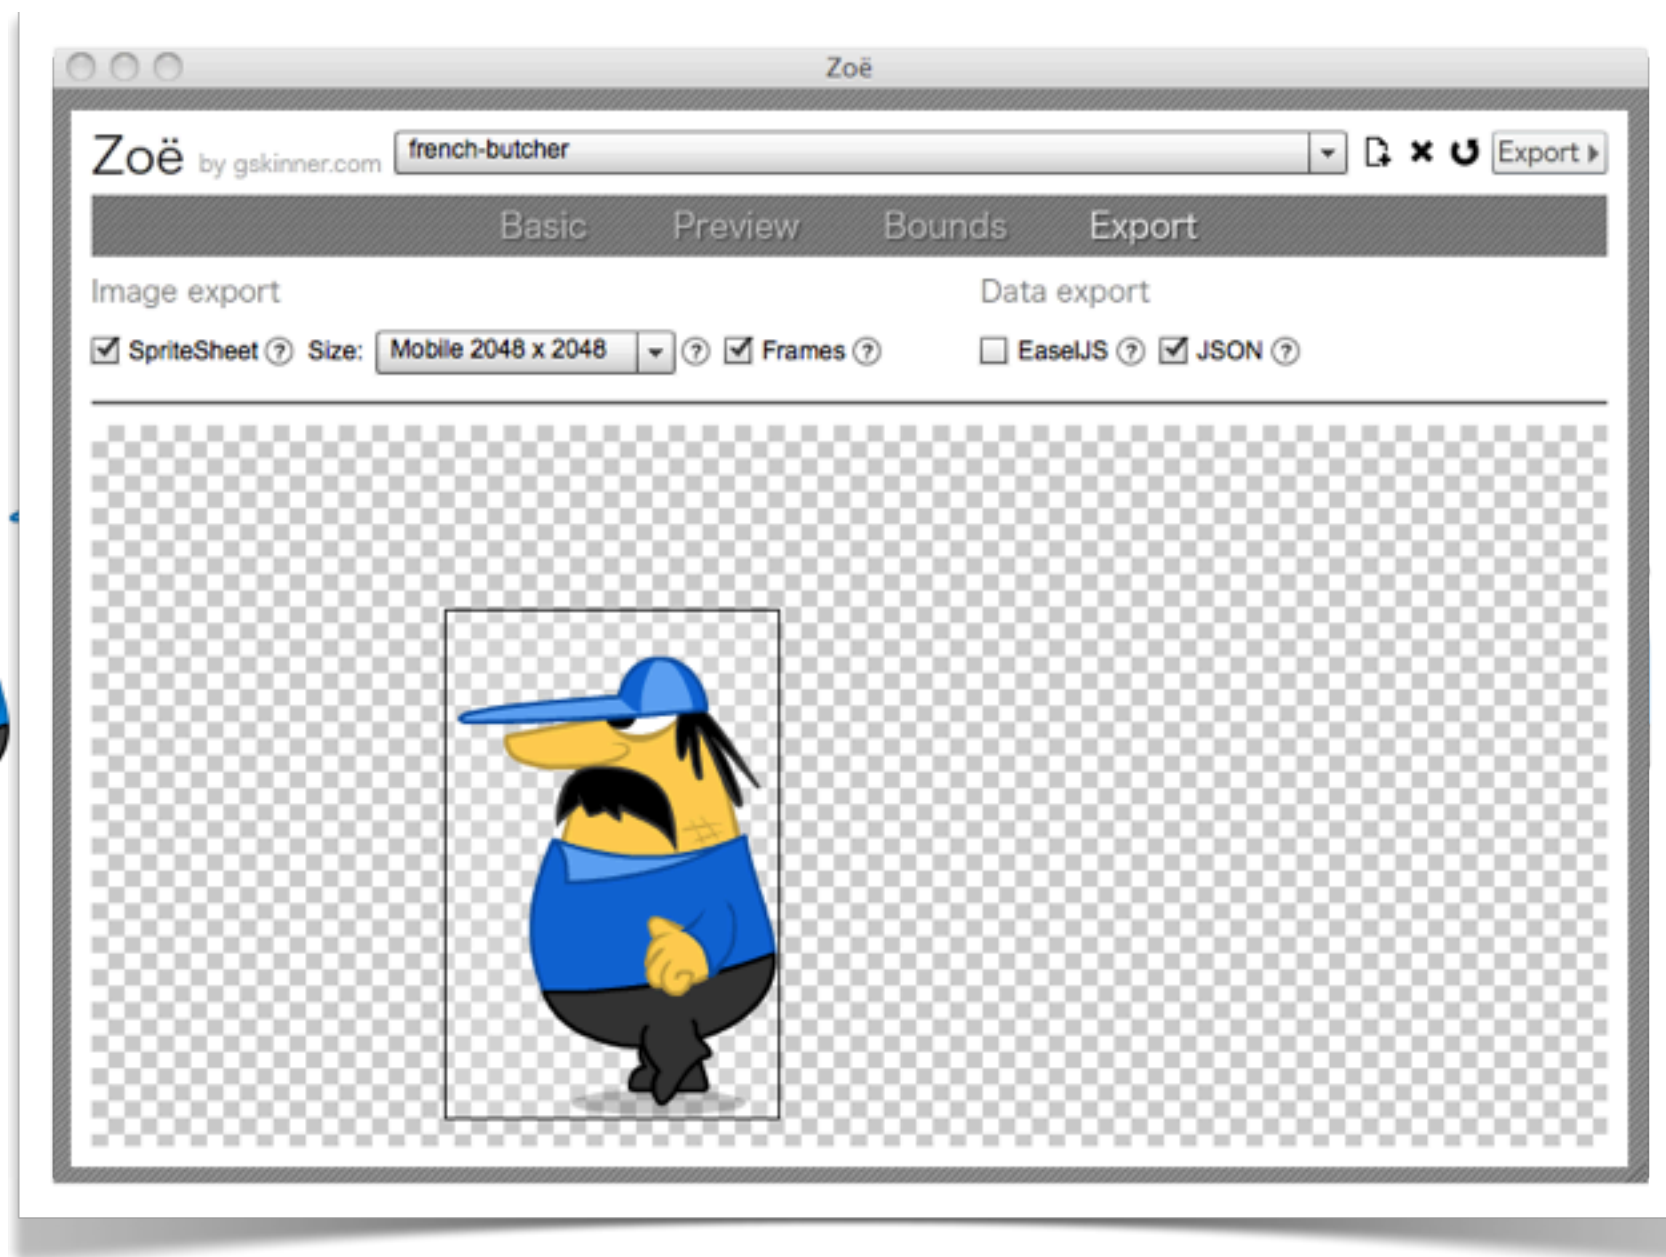 Zoë
Zoë by gskinner.com french-butcher Export
Basic Preview Bounds Export
Image export Data export
SpriteSheet ? Size: Mobile 2048 x 2048 ? Frames ? EaselJS ? JSON ?